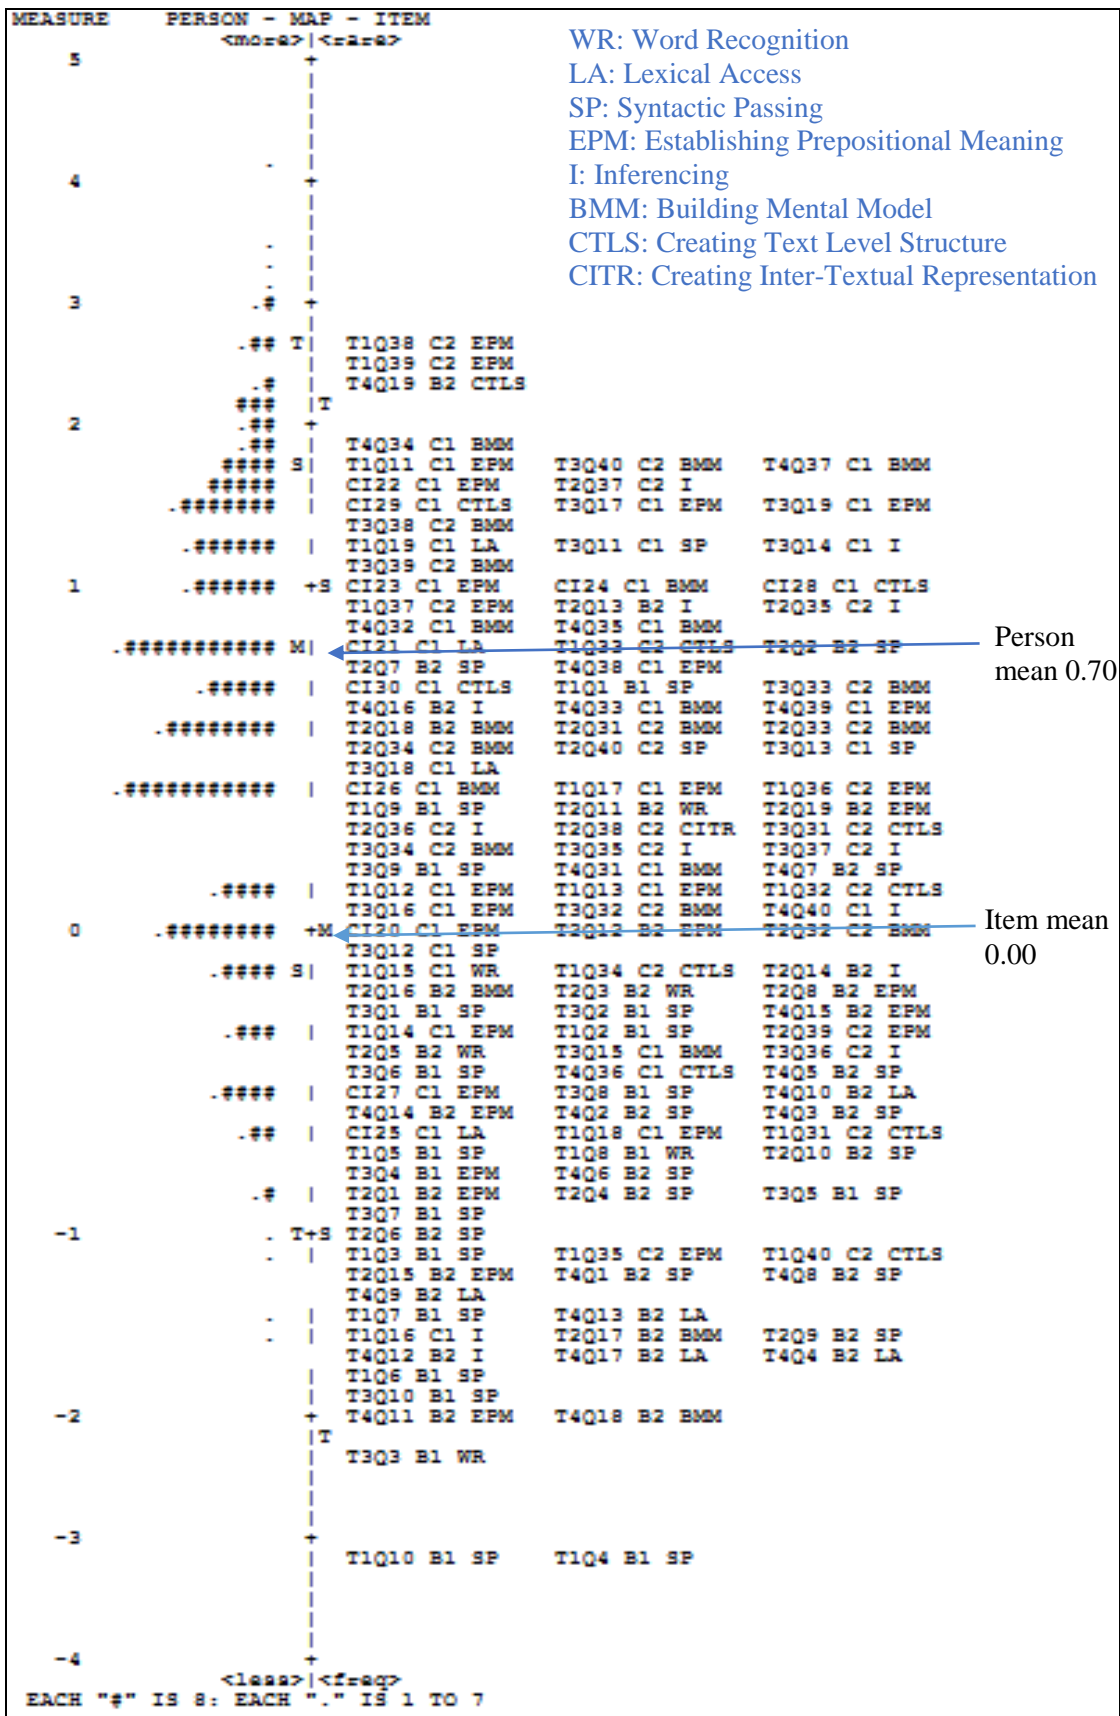 MEASURE PERSON - MAP - ITEM
<more>|<rare>
WR: Word Recognition
5 +
LA: Lexical Access
|
SP: Syntactic Passing
|
EPM: Establishing Prepositional Meaning
|
. |
I: Inferencing
4 +
|
BMM: Building Mental Model
|
. |
CTLS: Creating Text Level Structure
. |
. |
CITR: Creating Inter-Textual Representation
3 .# +
|
.## T| T1Q38 C2 EPM
| T1Q39 C2 EPM
.# | T4Q19 B2 CTLS
### |T
2 .## +
.## | T4Q34 C1 BMM
#### S| T1Q11 C1 EPM T3Q40 C2 BMM T4Q37 C1 BMM
##### | CI22 C1 EPM T2Q37 C2 I
.####### | CI29 C1 CTLS T3Q17 C1 EPM T3Q19 C1 EPM
T3Q38 C2 BMM
.###### | T1Q19 C1 LA T3Q11 C1 SP T3Q14 C1 I
T3Q39 C2 BMM
1 .###### +S CI23 C1 EPM CI24 C1 BMM CI28 C1 CTLS
T1Q37 C2 EPM T2Q13 B2 I T2Q35 C2 I
T4Q32 C1 BMM T4Q35 C1 BMM
.########### M| CI21 C1 LA T1Q33 C2 CTLS T2Q2 B2 SP
Person
mean 0.70
T2Q7 B2 SP T4Q38 C1 EPM
.##### | CI30 C1 CTLS T1Q1 B1 SP T3Q33 C2 BMM
T4Q16 B2 I T4Q33 C1 BMM T4Q39 C1 EPM
.######## | T2Q18 B2 BMM T2Q31 C2 BMM T2Q33 C2 BMM
T2Q34 C2 BMM T2Q40 C2 SP T3Q13 C1 SP
T3Q18 C1 LA
.########### | CI26 C1 BMM T1Q17 C1 EPM T1Q36 C2 EPM
T1Q9 B1 SP T2Q11 B2 WR T2Q19 B2 EPM
T2Q36 C2 I T2Q38 C2 CITR T3Q31 C2 CTLS
T3Q34 C2 BMM T3Q35 C2 I T3Q37 C2 I
T3Q9 B1 SP T4Q31 C1 BMM T4Q7 B2 SP
.#### | T1Q12 C1 EPM T1Q13 C1 EPM T1Q32 C2 CTLS
T3Q16 C1 EPM T3Q32 C2 BMM T4Q40 C1 I
0 .######## +M CI20 C1 EPM T2Q12 B2 EPM T2Q32 C2 BMM
Item mean
0.00
T3Q12 C1 SP
.#### S| T1Q15 C1 WR T1Q34 C2 CTLS T2Q14 B2 I
T2Q16 B2 BMM T2Q3 B2 WR T2Q8 B2 EPM
T3Q1 B1 SP T3Q2 B1 SP T4Q15 B2 EPM
.### | T1Q14 C1 EPM T1Q2 B1 SP T2Q39 C2 EPM
T2Q5 B2 WR T3Q15 C1 BMM T3Q36 C2 I
T3Q6 B1 SP T4Q36 C1 CTLS T4Q5 B2 SP
.#### | CI27 C1 EPM T3Q8 B1 SP T4Q10 B2 LA
T4Q14 B2 EPM T4Q2 B2 SP T4Q3 B2 SP
.## | CI25 C1 LA T1Q18 C1 EPM T1Q31 C2 CTLS
T1Q5 B1 SP T1Q8 B1 WR T2Q10 B2 SP
T3Q4 B1 EPM T4Q6 B2 SP
.# | T2Q1 B2 EPM T2Q4 B2 SP T3Q5 B1 SP
T3Q7 B1 SP
-1 . T+S T2Q6 B2 SP
. | T1Q3 B1 SP T1Q35 C2 EPM T1Q40 C2 CTLS
T2Q15 B2 EPM T4Q1 B2 SP T4Q8 B2 SP
T4Q9 B2 LA
. | T1Q7 B1 SP T4Q13 B2 LA
. | T1Q16 C1 I T2Q17 B2 BMM T2Q9 B2 SP
T4Q12 B2 I T4Q17 B2 LA T4Q4 B2 LA
| T1Q6 B1 SP
| T3Q10 B1 SP
-2 + T4Q11 B2 EPM T4Q18 B2 BMM
|T
| T3Q3 B1 WR
|
|
|
-3 +
| T1Q10 B1 SP T1Q4 B1 SP
|
|
|
|
-4 +
<less>|<freq>
EACH "#" IS 8: EACH "." IS 1 TO 7